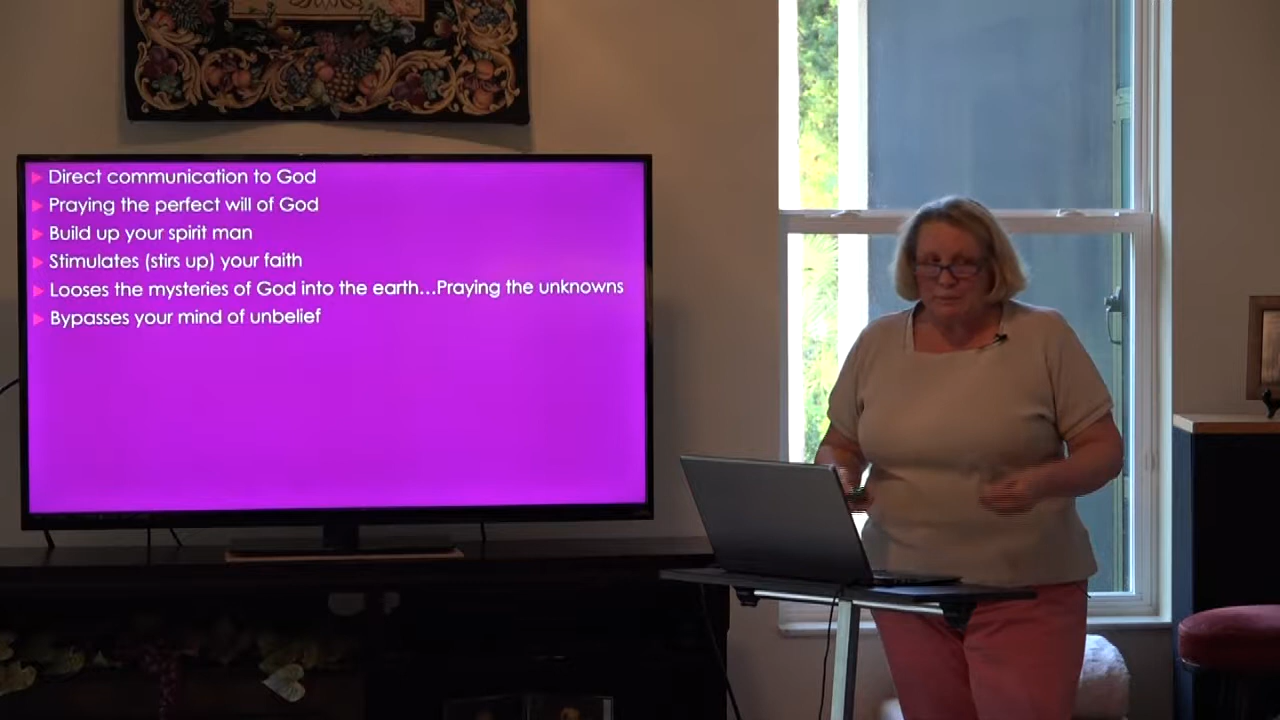 Direct communication to God
Praying the perfect will of God
Build up your spirit man
Stimulates (stirs up) your faith
Looses the mysteries of God into the earth...Praying the unknowns
Bypasses your mind of unbelief